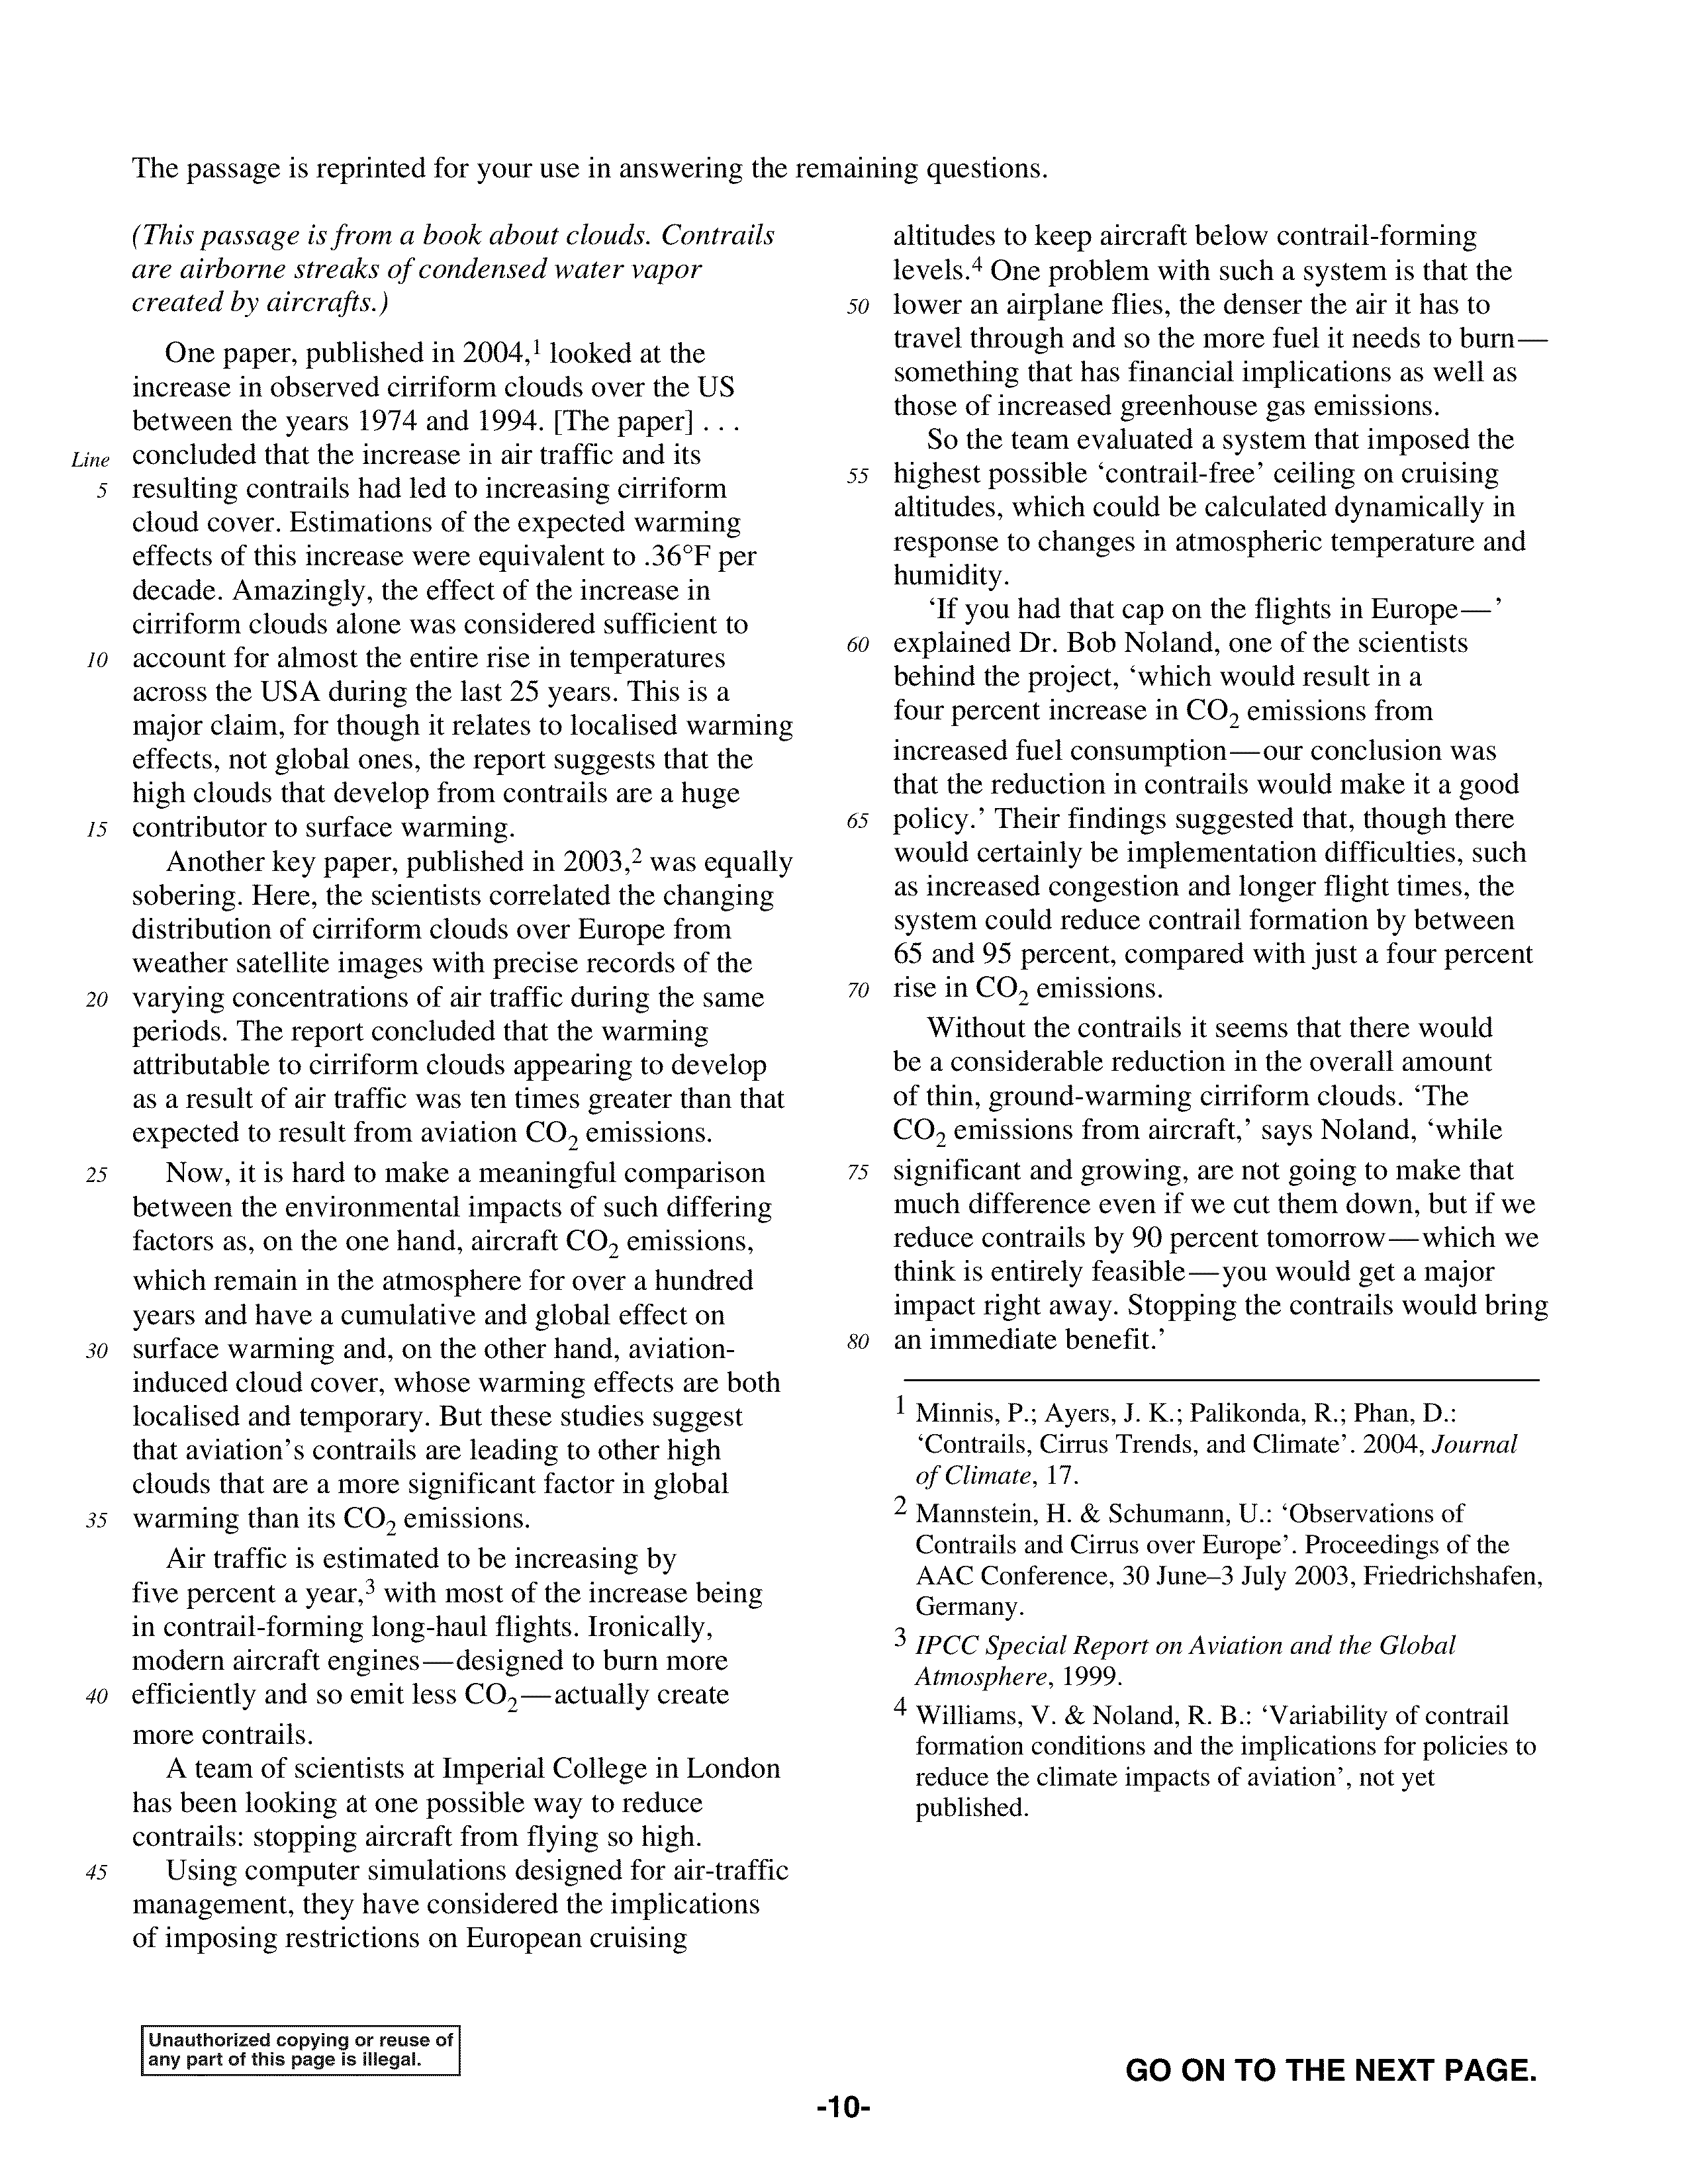 The passage is reprinted for your use in answering the remaining questions.
(This passage is from a book about clouds. Contrails
are airborne streaks of condensed water vapor
created by aircrafts.)
One paper, published in 2004,¹ looked at the
increase in observed cirriform clouds over the US
between the years 1974 and 1994. [The paper] . . .
Line concluded that the increase in air traffic and its
5 resulting contrails had led to increasing cirriform
cloud cover. Estimations of the expected warming
effects of this increase were equivalent to .36°F per
decade. Amazingly, the effect of the increase in
cirriform clouds alone was considered sufficient to
10 account for almost the entire rise in temperatures
across the USA during the last 25 years. This is a
major claim, for though it relates to localised warming
effects, not global ones, the report suggests that the
high clouds that develop from contrails are a huge
15 contributor to surface warming.
Another key paper, published in 2003,² was equally
sobering. Here, the scientists correlated the changing
distribution of cirriform clouds over Europe from
weather satellite images with precise records of the
20 varying concentrations of air traffic during the same
periods. The report concluded that the warming
attributable to cirriform clouds appearing to develop
as a result of air traffic was ten times greater than that
expected to result from aviation CO₂ emissions.
25 Now, it is hard to make a meaningful comparison
between the environmental impacts of such differing
factors as, on the one hand, aircraft CO₂ emissions,
which remain in the atmosphere for over a hundred
years and have a cumulative and global effect on
30 surface warming and, on the other hand, aviation-
induced cloud cover, whose warming effects are both
localised and temporary. But these studies suggest
that aviation’s contrails are leading to other high
clouds that are a more significant factor in global
35 warming than its CO₂ emissions.
Air traffic is estimated to be increasing by
five percent a year,³ with most of the increase being
in contrail-forming long-haul flights. Ironically,
modern aircraft engines—designed to burn more
40 efficiently and so emit less CO₂—actually create
more contrails.
A team of scientists at Imperial College in London
has been looking at one possible way to reduce
contrails: stopping aircraft from flying so high.
45 Using computer simulations designed for air-traffic
management, they have considered the implications
of imposing restrictions on European cruising
altitudes to keep aircraft below contrail-forming
levels.⁴ One problem with such a system is that the
50 lower an airplane flies, the denser the air it has to
travel through and so the more fuel it needs to burn—
something that has financial implications as well as
those of increased greenhouse gas emissions.
So the team evaluated a system that imposed the
55 highest possible ‘contrail-free’ ceiling on cruising
altitudes, which could be calculated dynamically in
response to changes in atmospheric temperature and
humidity.
‘If you had that cap on the flights in Europe—’
60 explained Dr. Bob Noland, one of the scientists
behind the project, ‘which would result in a
four percent increase in CO₂ emissions from
increased fuel consumption—our conclusion was
that the reduction in contrails would make it a good
65 policy.’ Their findings suggested that, though there
would certainly be implementation difficulties, such
as increased congestion and longer flight times, the
system could reduce contrail formation by between
65 and 95 percent, compared with just a four percent
70 rise in CO₂ emissions.
Without the contrails it seems that there would
be a considerable reduction in the overall amount
of thin, ground-warming cirriform clouds. ‘The
CO₂ emissions from aircraft,’ says Noland, ‘while
75 significant and growing, are not going to make that
much difference even if we cut them down, but if we
reduce contrails by 90 percent tomorrow—which we
think is entirely feasible—you would get a major
impact right away. Stopping the contrails would bring
80 an immediate benefit.’
¹ Minnis, P.; Ayers, J. K.; Palikonda, R.; Phan, D.:
‘Contrails, Cirrus Trends, and Climate’. 2004, Journal
of Climate, 17.
² Mannstein, H. & Schumann, U.: ‘Observations of
Contrails and Cirrus over Europe’. Proceedings of the
AAC Conference, 30 June–3 July 2003, Friedrichshafen,
Germany.
³ IPCC Special Report on Aviation and the Global
Atmosphere, 1999.
⁴ Williams, V. & Noland, R. B.: ‘Variability of contrail
formation conditions and the implications for policies to
reduce the climate impacts of aviation’, not yet
published.
Unauthorized copying or reuse of
any part of this page is illegal.
GO ON TO THE NEXT PAGE.
-10-